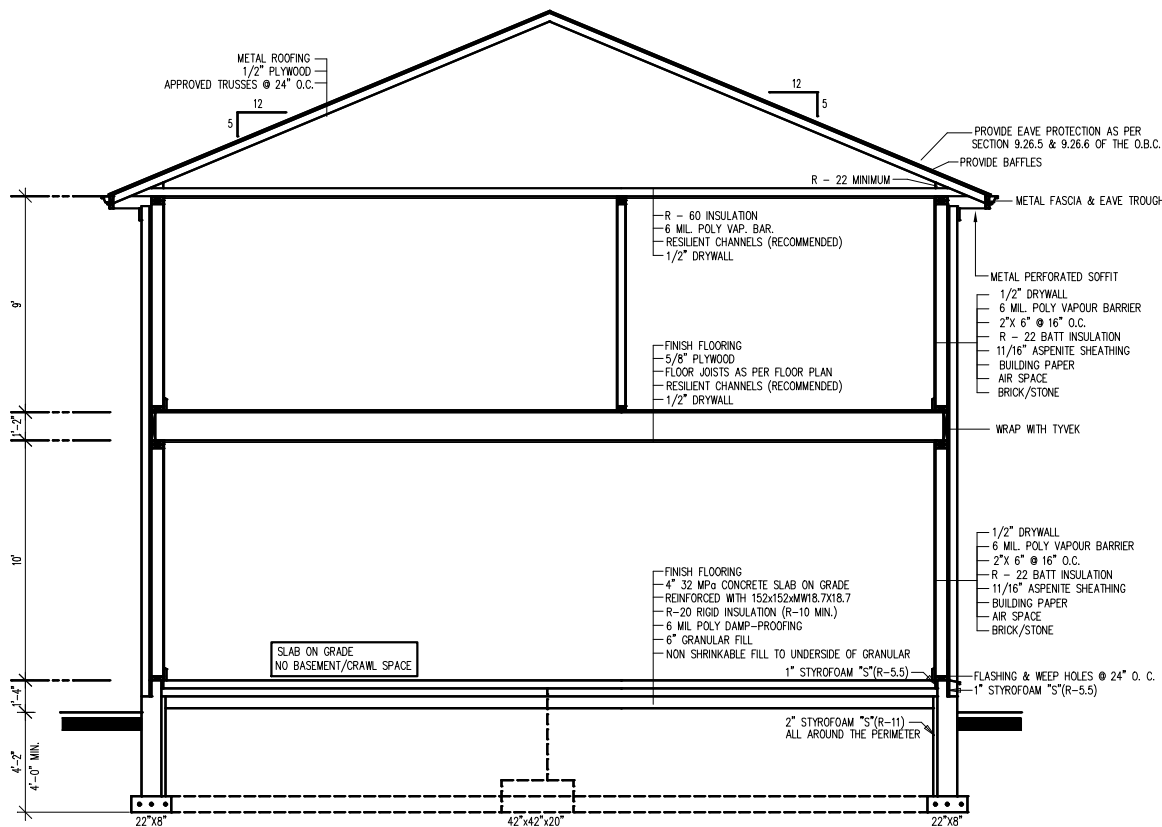 METAL ROOFING
1/2" PLYWOOD
APPROVED TRUSSES @ 24" O.C.
12
5
12
5
PROVIDE EAVE PROTECTION AS PER
SECTION 9.26.5 & 9.26.6 OF THE O.B.C.
PROVIDE BAFFLES
R - 22 MINIMUM
METAL FASCIA & EAVE TROUGH
R - 60 INSULATION
6 MIL. POLY VAP. BAR.
RESILIENT CHANNELS (RECOMMENDED)
1/2" DRYWALL
METAL PERFORATED SOFFIT
1/2" DRYWALL
6 MIL. POLY VAPOUR BARRIER
2"X 6" @ 16" O.C.
R - 22 BATT INSULATION
11/16" ASPENITE SHEATHING
BUILDING PAPER
AIR SPACE
BRICK/STONE
9'
FINISH FLOORING
5/8" PLYWOOD
FLOOR JOISTS AS PER FLOOR PLAN
RESILIENT CHANNELS (RECOMMENDED)
1/2" DRYWALL
1'-2"
WRAP WITH TYVEK
10'
1/2" DRYWALL
6 MIL. POLY VAPOUR BARRIER
2"X 6" @ 16" O.C.
R - 22 BATT INSULATION
11/16" ASPENITE SHEATHING
BUILDING PAPER
AIR SPACE
BRICK/STONE
FINISH FLOORING
4" 32 MPa CONCRETE SLAB ON GRADE
REINFORCED WITH 152x152xMW18.7X18.7
R-20 RIGID INSULATION (R-10 MIN.)
6 MIL POLY DAMP-PROOFING
6" GRANULAR FILL
NON SHRINKABLE FILL TO UNDERSIDE OF GRANULAR
SLAB ON GRADE
NO BASEMENT/CRAWL SPACE
1" STYROFOAM "S"(R-5.5)
FLASHING & WEEP HOLES @ 24" O. C.
1" STYROFOAM "S"(R-5.5)
1'-4"
2" STYROFOAM "S"(R-11)
ALL AROUND THE PERIMETER
4'-2"
4'-0" MIN.
22"X8"
42"x42"x20"
22"X8"